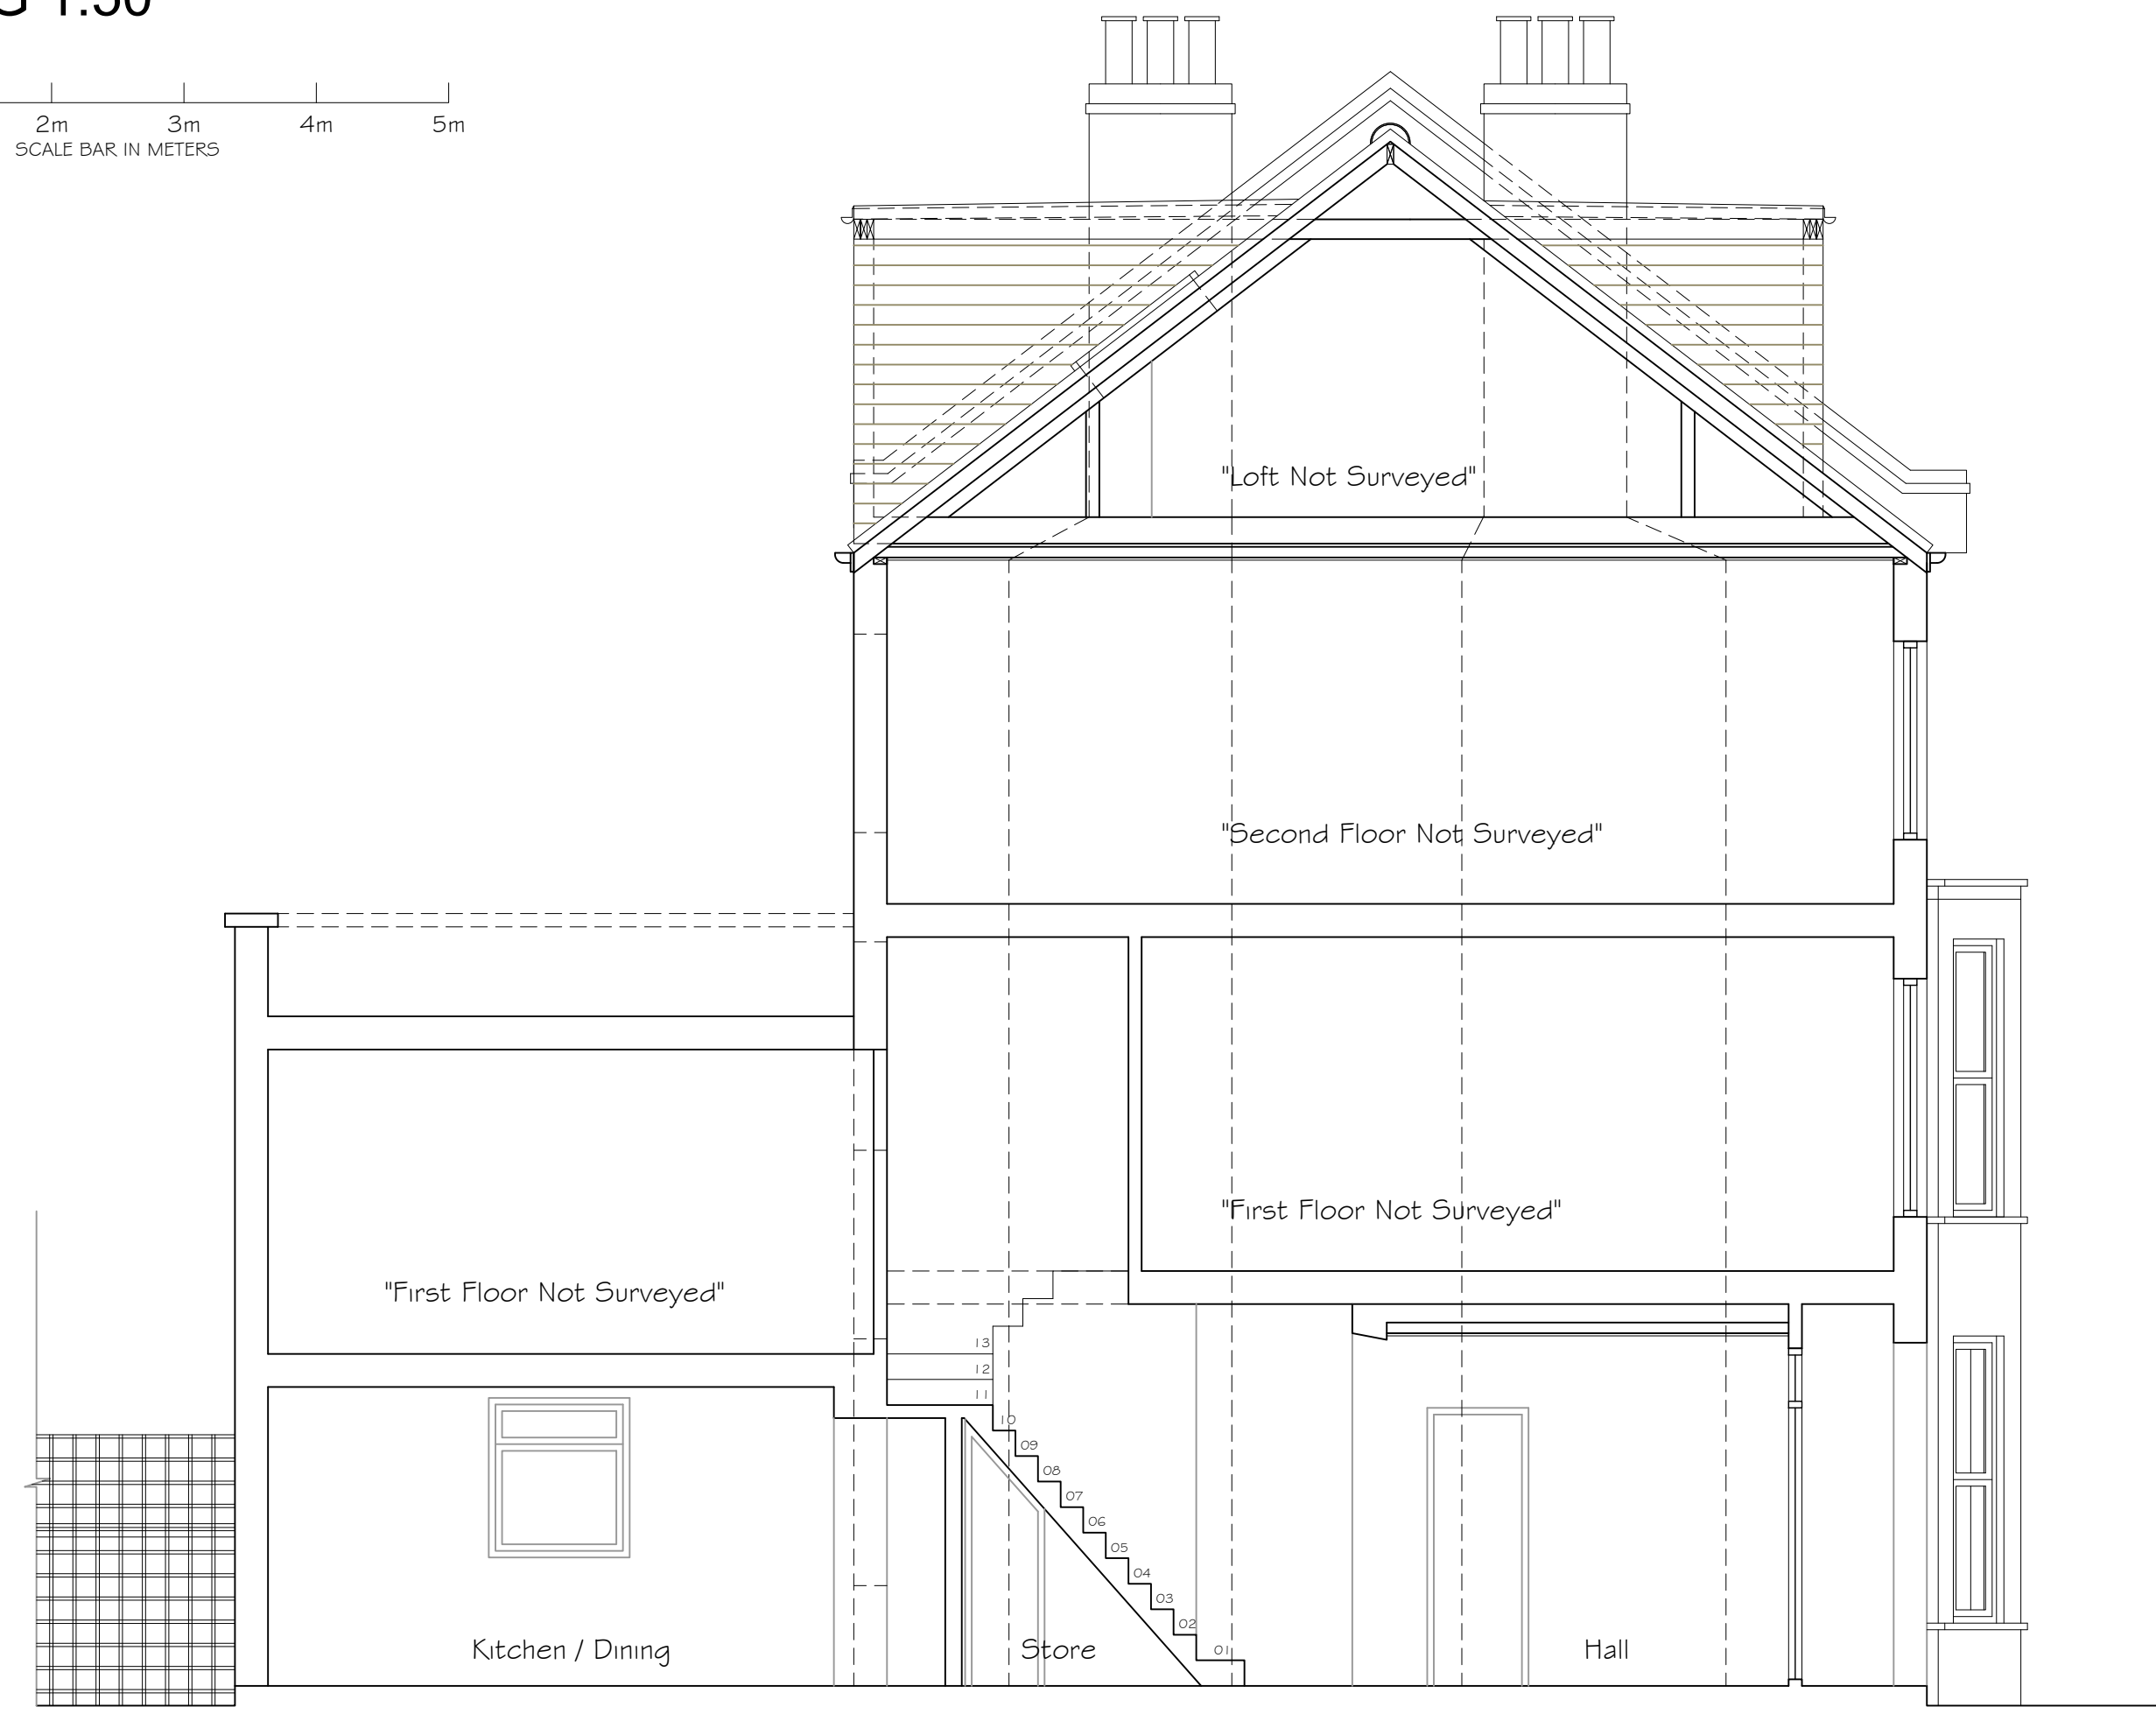 G 1:50
2m 3m 4m 5m
SCALE BAR IN METERS
"Loft Not Surveyed"
"Second Floor Not Surveyed"
"First Floor Not Surveyed"
"First Floor Not Surveyed"
13
12
11
10
09
08
07
06
05
04
03
02
01
Kitchen / Dining
Store
Hall